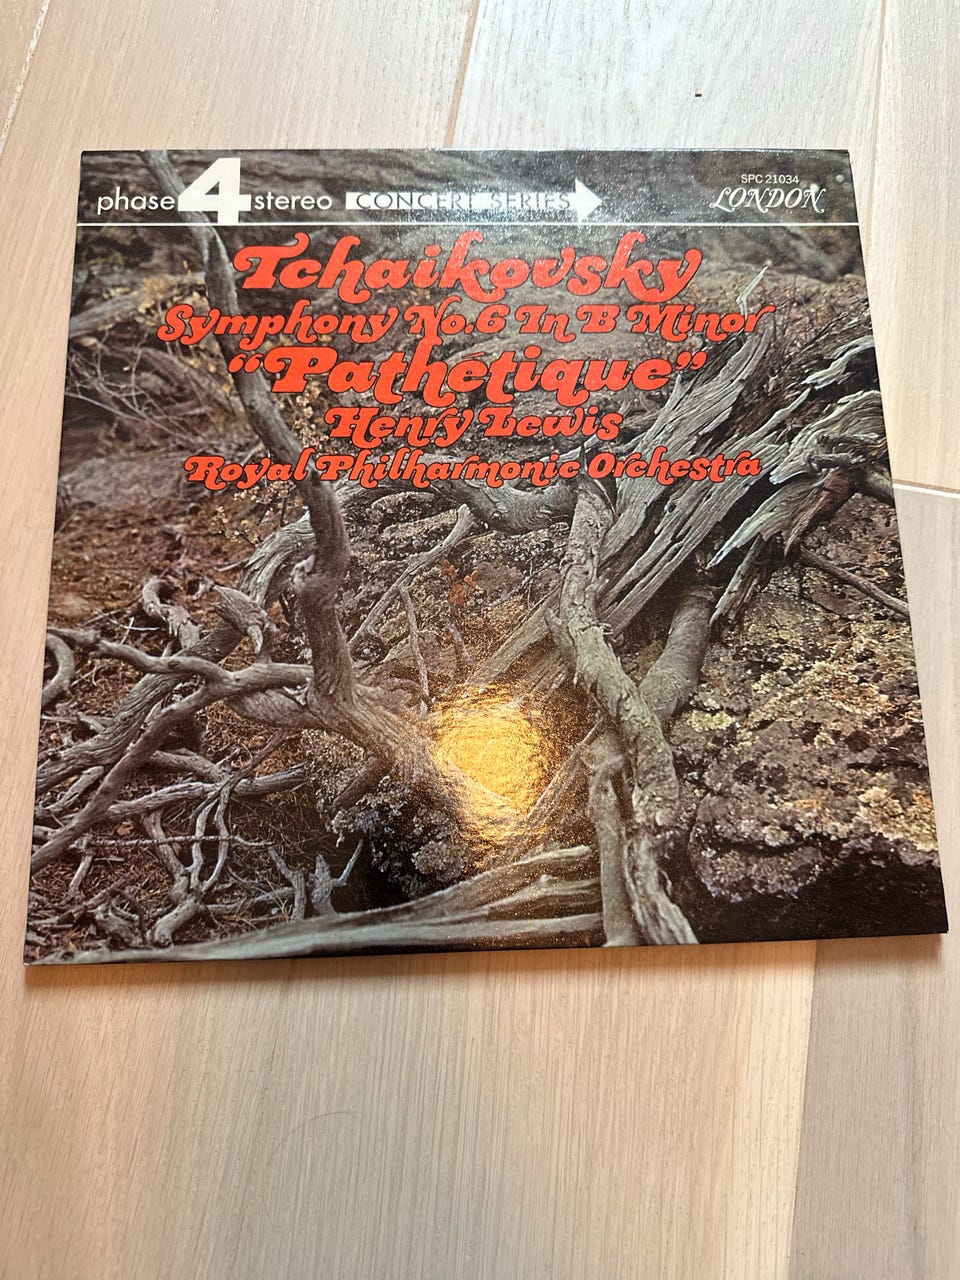 phase 4 stereo CONCERT SERIES
SPC 21034
LONDON
Tchaikovsky
Symphony No.6 In B Minor
“Pathétique”
Henry Lewis
Royal Philharmonic Orchestra